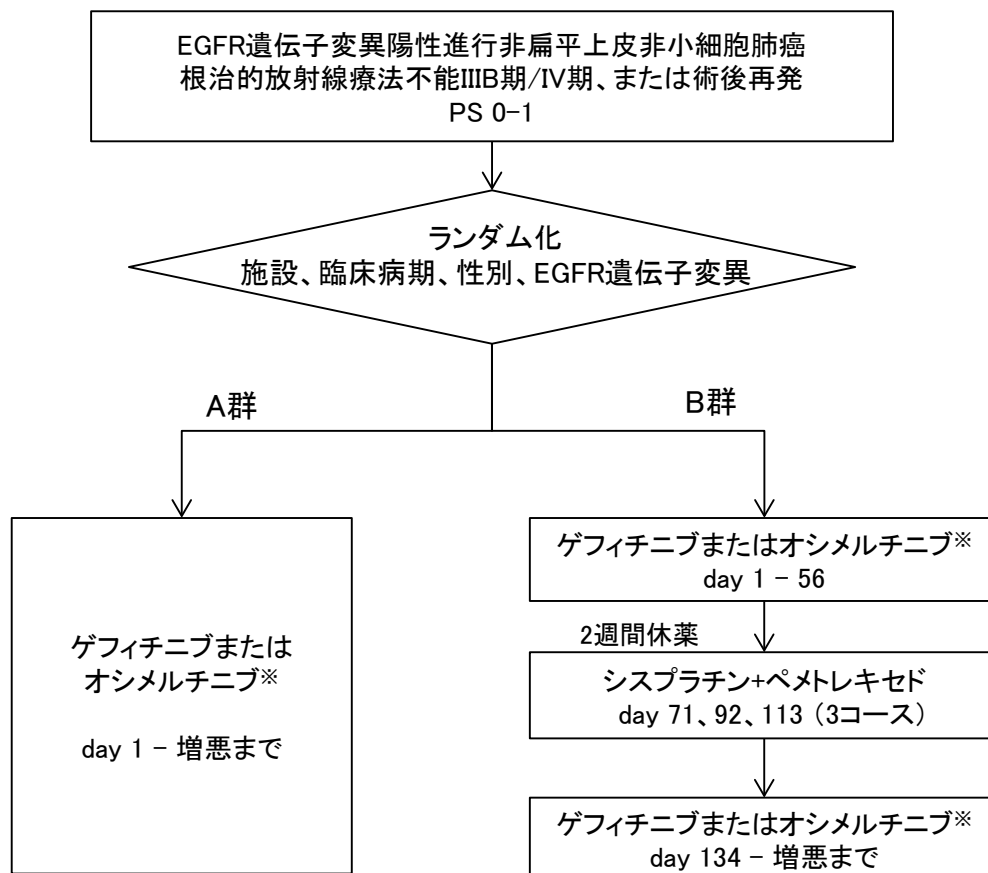 EGFR遺伝子変異陽性進行非扁平上皮非小細胞肺癌
根治的放射線療法不能IIIB期/IV期、または術後再発
PS 0-1
ランダム化
施設、臨床病期、性別、EGFR遺伝子変異
A群
B群
ゲフィチニブまたは
オシメルチニブ※
day 1 - 増悪まで
ゲフィチニブまたはオシメルチニブ※
day 1 - 56
2週間休薬
シスプラチン+ペメトレキセド
day 71、92、113 (3コース)
ゲフィチニブまたはオシメルチニブ※
day 134 - 増悪まで